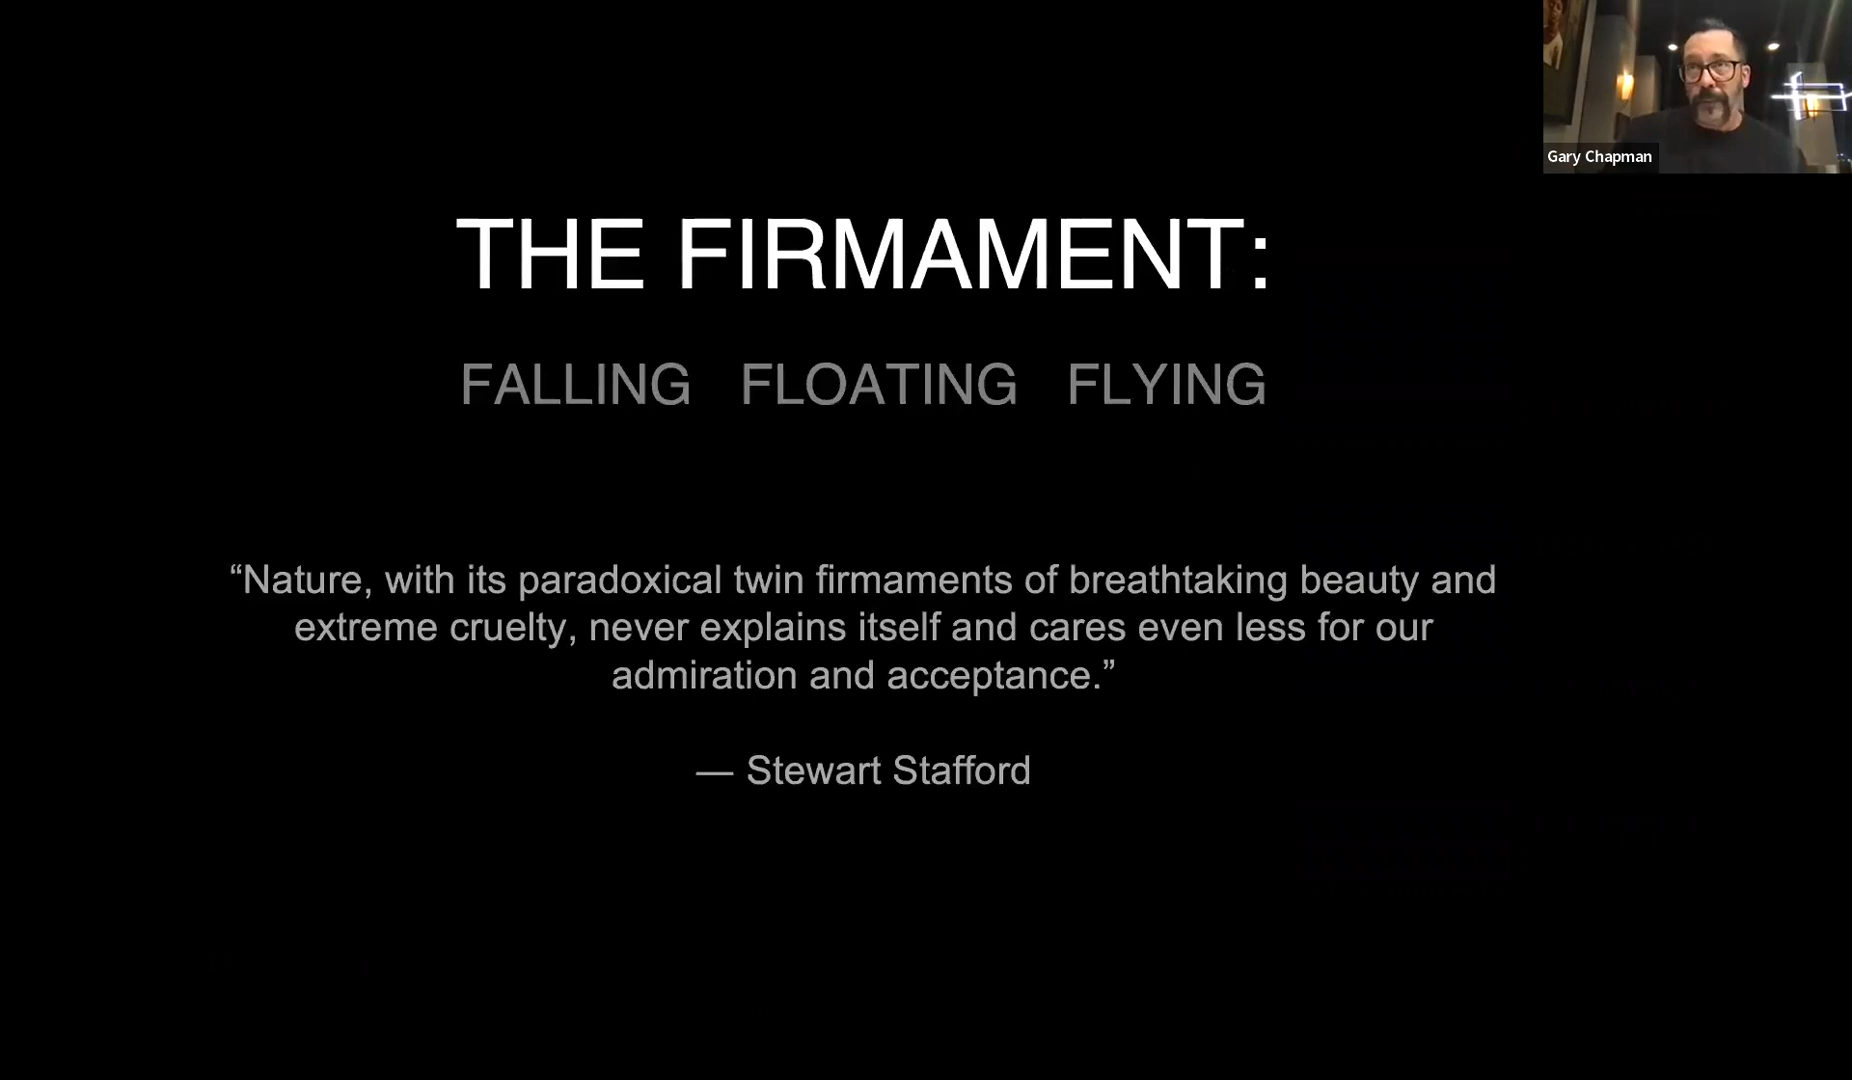 THE FIRMAMENT:
FALLING FLOATING FLYING
“Nature, with its paradoxical twin firmaments of breathtaking beauty and
extreme cruelty, never explains itself and cares even less for our
admiration and acceptance.”
— Stewart Stafford
Gary Chapman